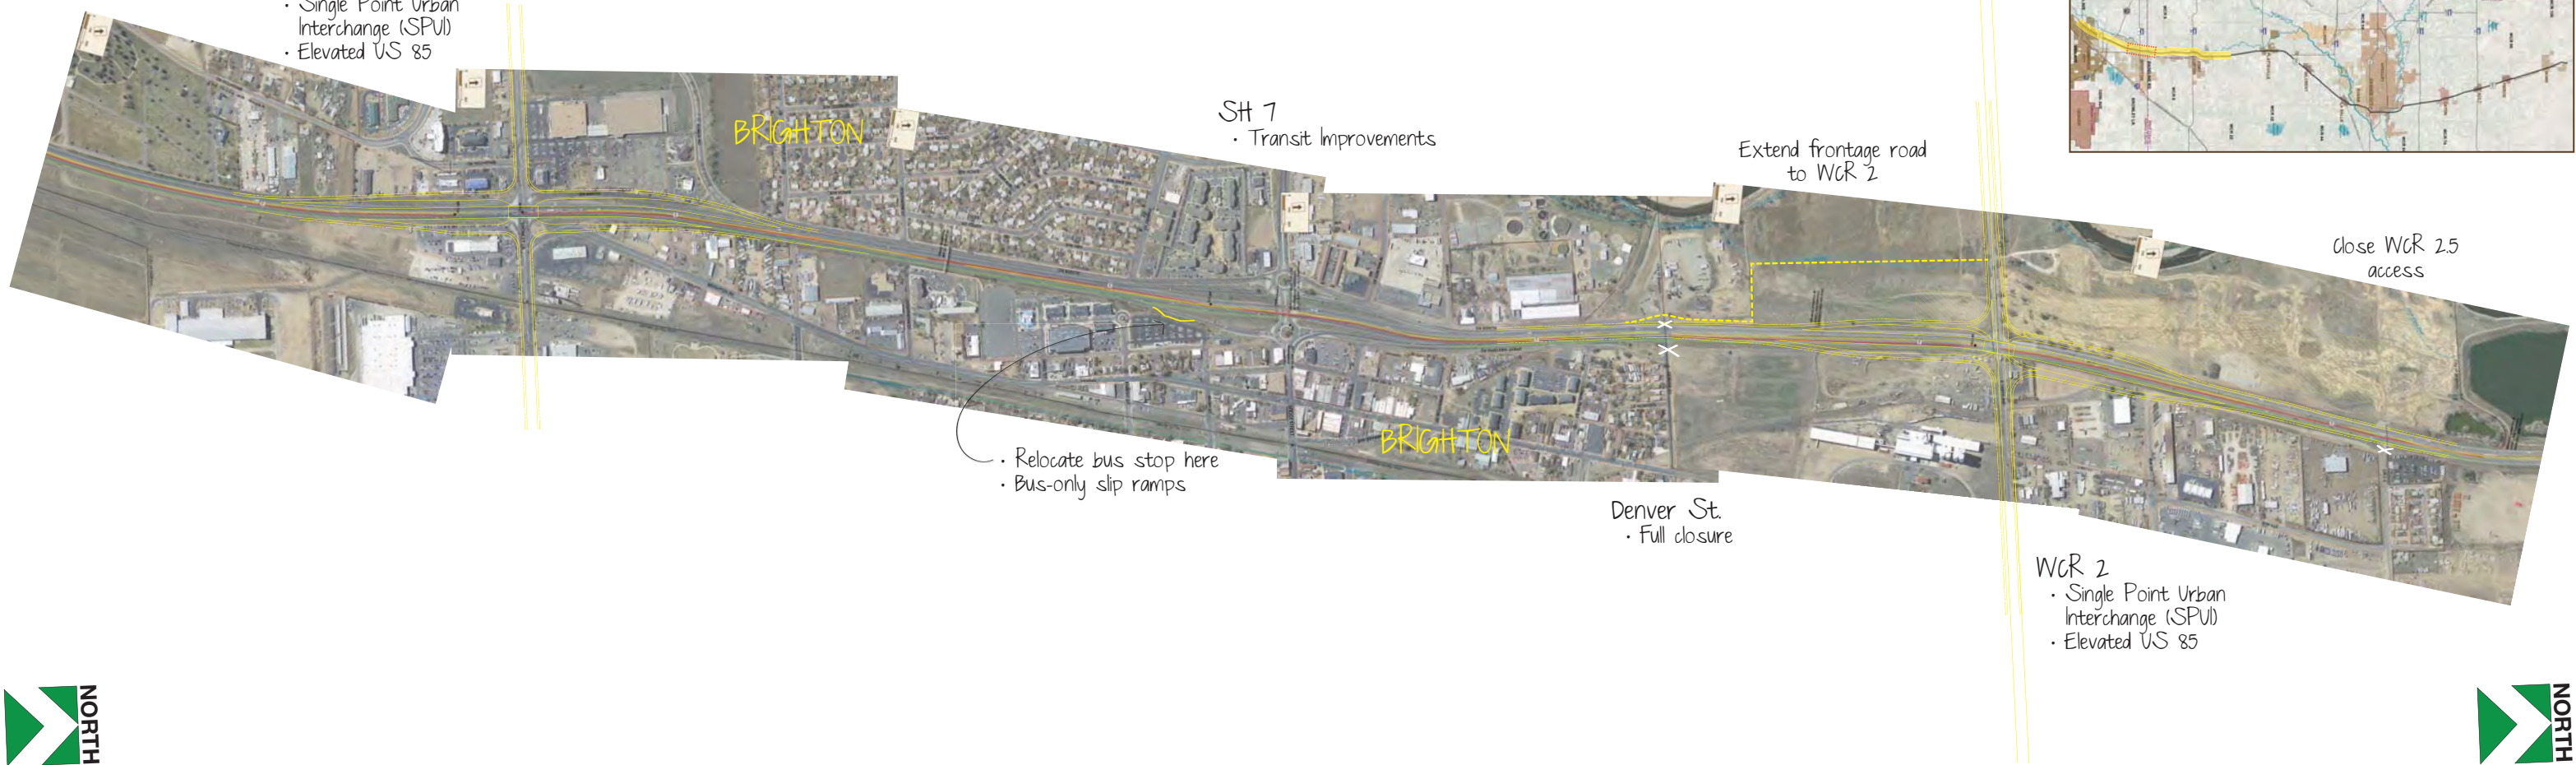 · Single Point Urban
Interchange (SPUI)
· Elevated US 85
BRIGHTON
SH 7
· Transit Improvements
Extend frontage road
to WCR 2
Close WCR 2.5
access
· Relocate bus stop here
· Bus-only slip ramps
BRIGHTON
Denver St.
· Full closure
WCR 2
· Single Point Urban
Interchange (SPUI)
· Elevated US 85
NORTH
NORTH